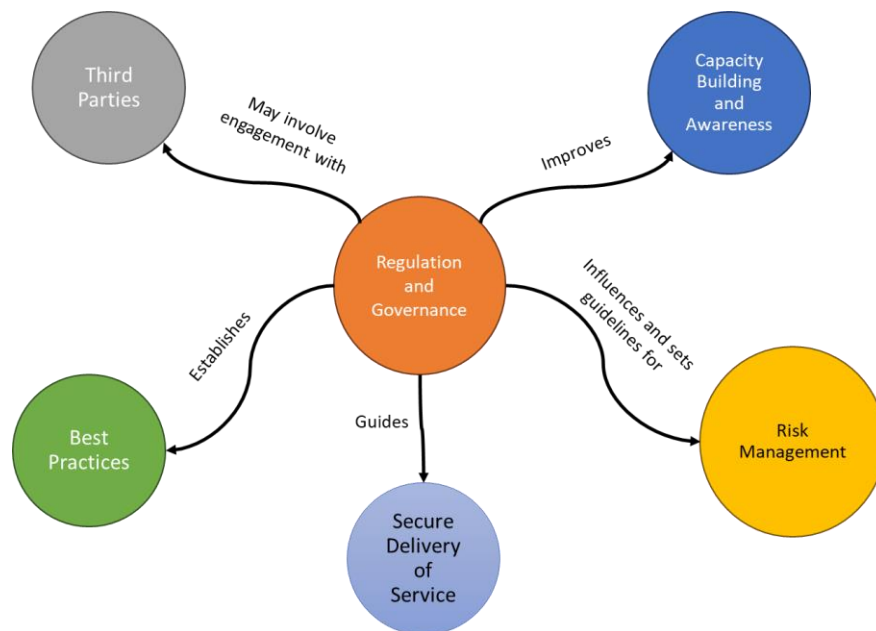 Third
Parties
May involve
engagement with
Capacity
Building
and
Awareness
Improves
Regulation
and
Governance
Influences and sets
guidelines for
Establishes
Best
Practices
Guides
Risk
Management
Secure
Delivery
of
Service